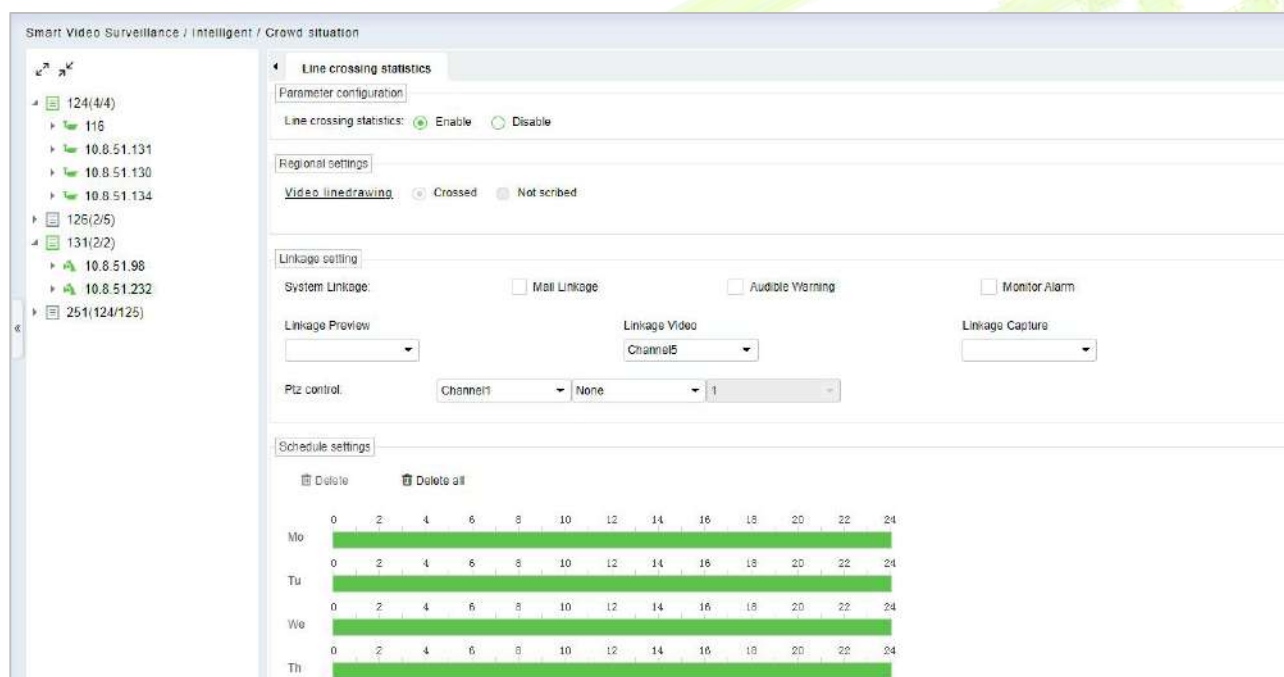 Smart Video Surveillance / Intelligent / Crowd situation
124(4/4)
116
10.8.51.131
10.8.51.130
10.8.51.134
126(2/5)
131(2/2)
10.8.51.98
10.8.51.232
251(124/125)
Line crossing statistics
Parameter configuration
Line crossing statistics: Enable Disable
Regional settings
Video linedrawing Crossed Not scribed
Linkage setting
System Linkage: Mail Linkage Audible Warning Monitor Alarm
Linkage Preview Linkage Video Linkage Capture
Channel5
Ptz control: Channel1 None 1
Schedule settings
Delete Delete all
0 2 4 6 8 10 12 14 16 18 20 22 24
Mo
0 2 4 6 8 10 12 14 16 18 20 22 24
Tu
0 2 4 6 8 10 12 14 16 18 20 22 24
We
0 2 4 6 8 10 12 14 16 18 20 22 24
Th